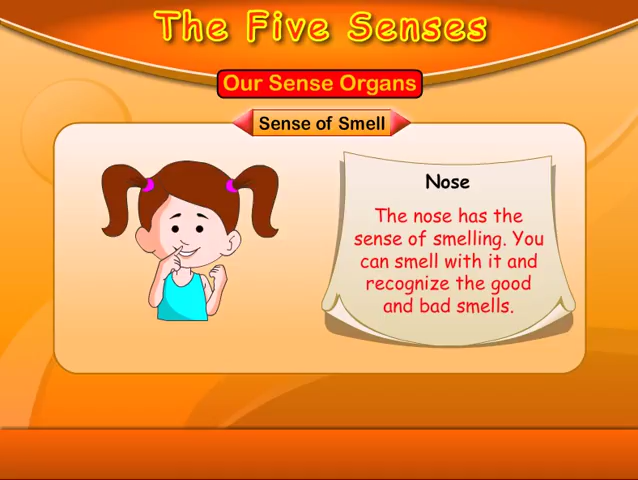 The Five Senses
Our Sense Organs
Sense of Smell
Nose
The nose has the
sense of smelling. You
can smell with it and
recognize the good
and bad smells.